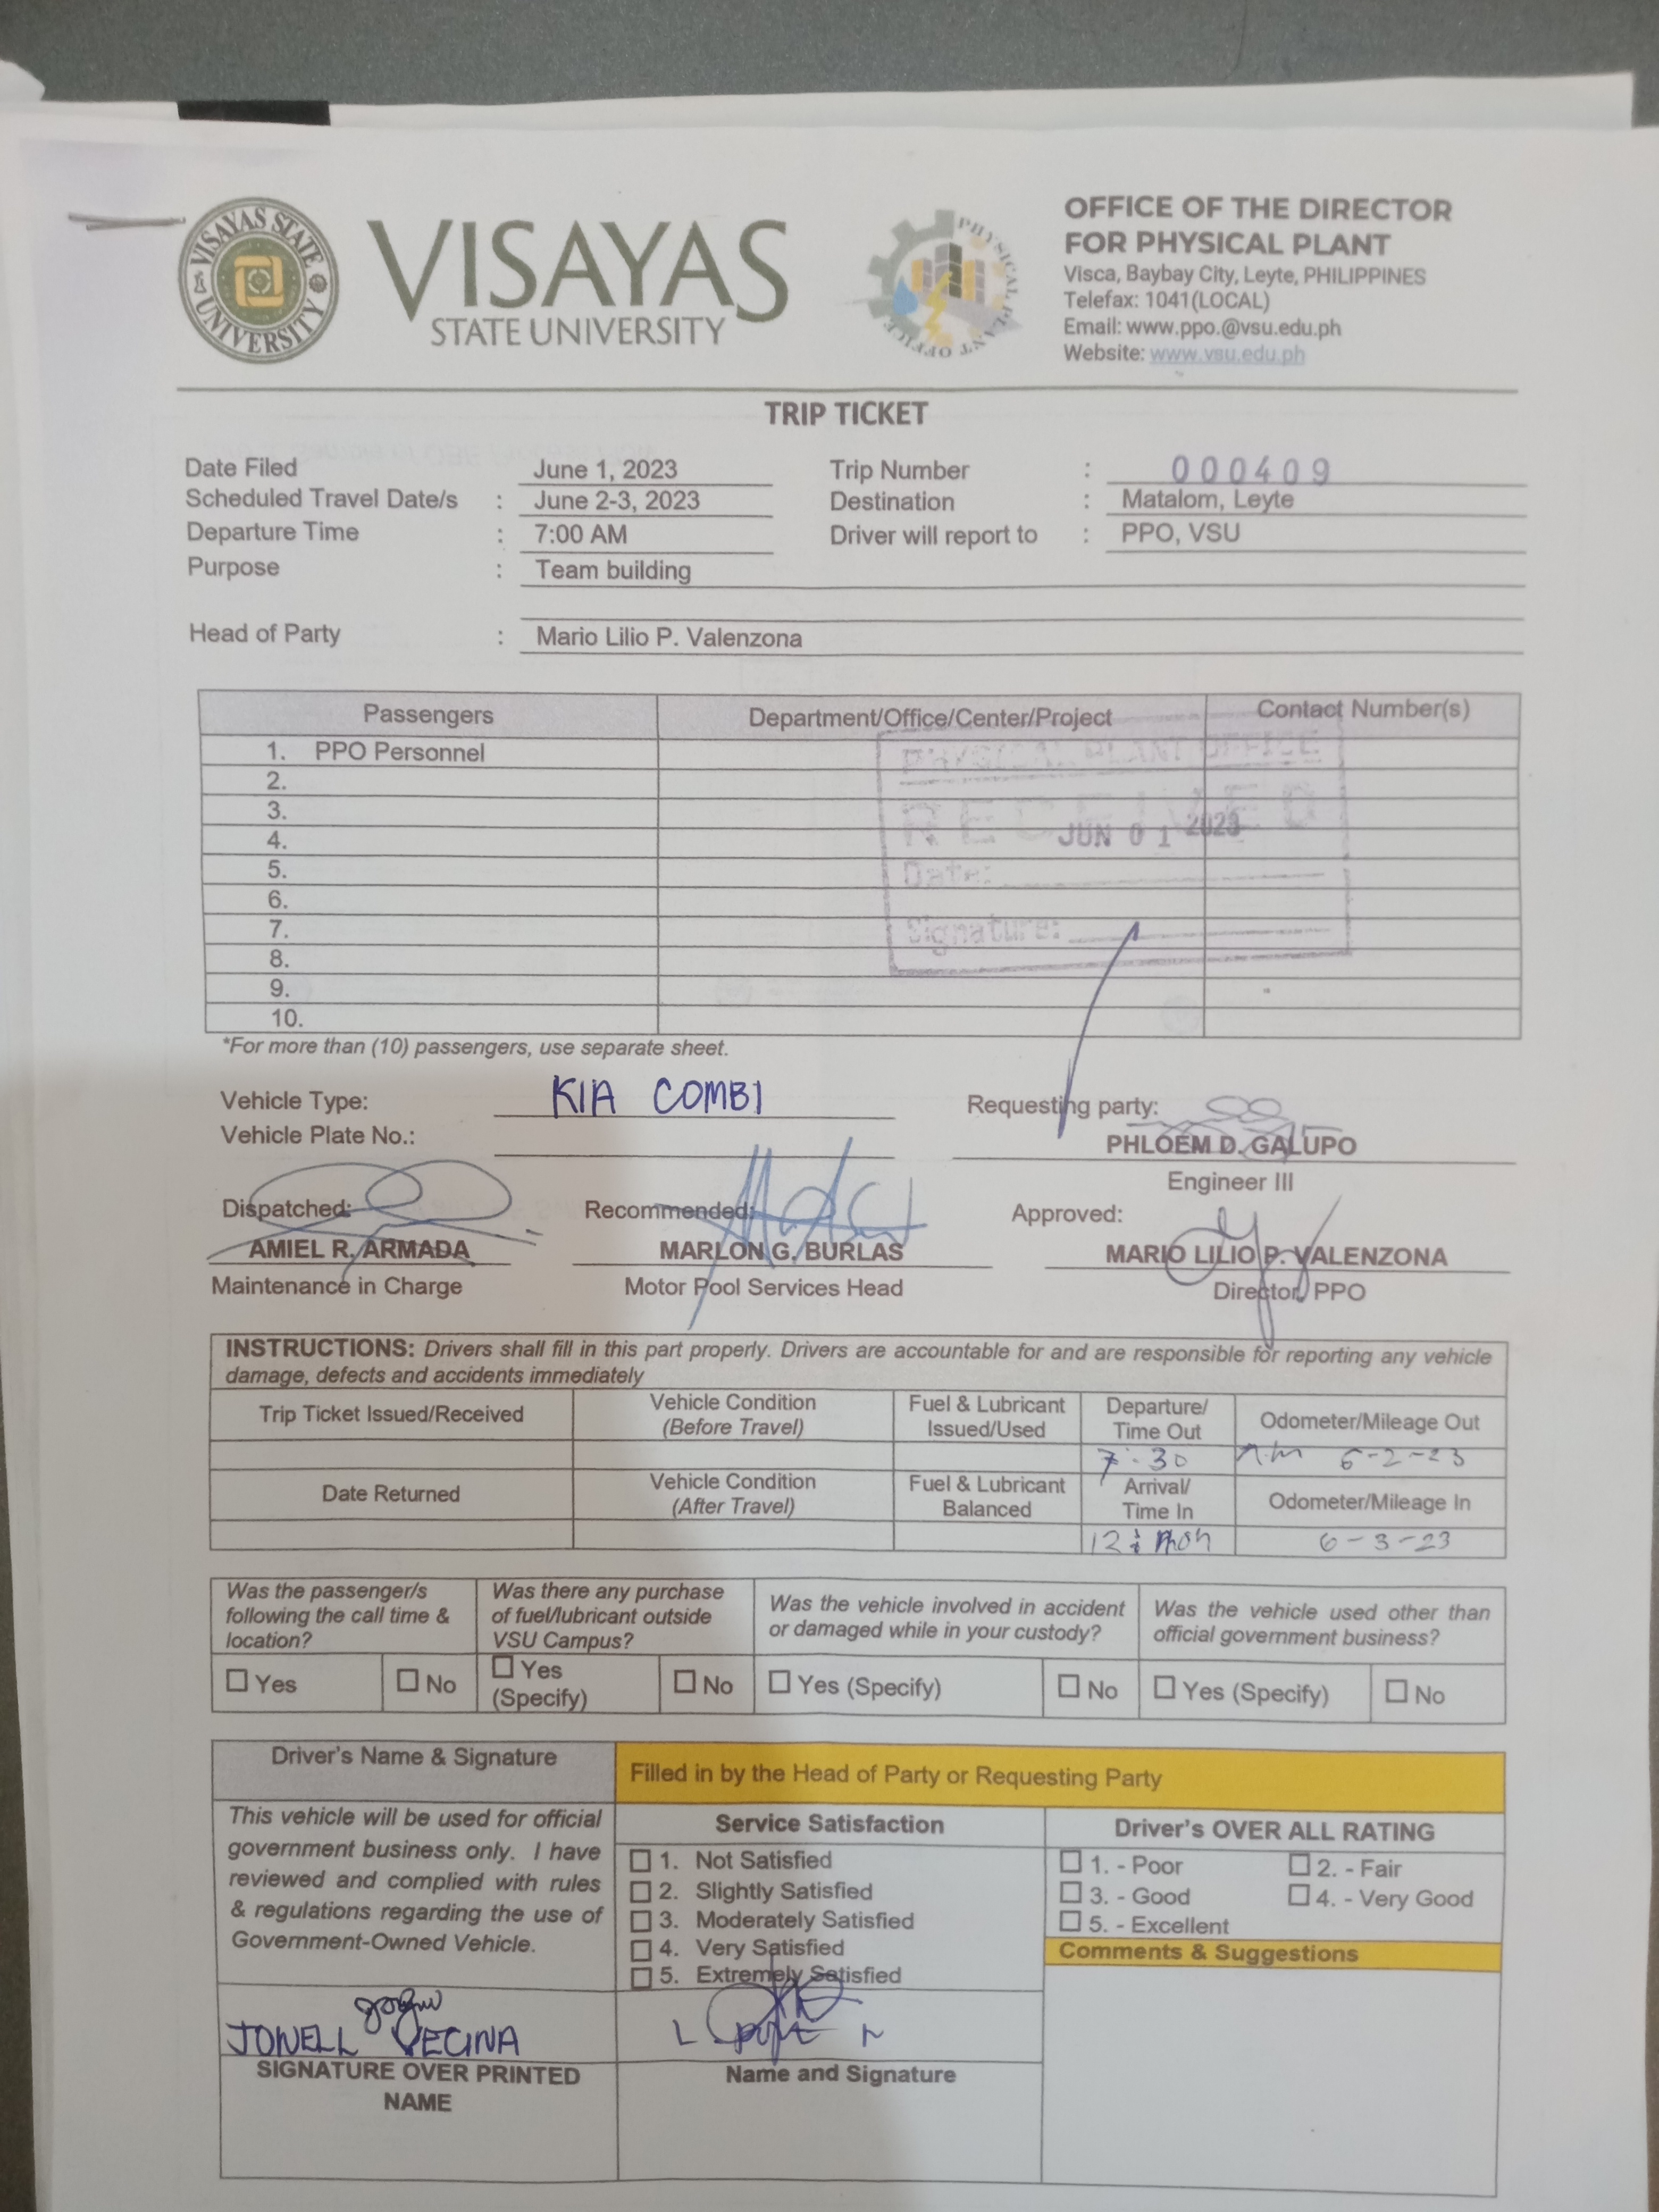 VISAYAS STATE UNIVERSITY
VISAYAS
STATE UNIVERSITY
PHYSICAL PLANT OFFICE
OFFICE OF THE DIRECTOR
FOR PHYSICAL PLANT
Visca, Baybay City, Leyte, PHILIPPINES
Telefax: 1041(LOCAL)
Email: www.ppo.@vsu.edu.ph
Website: www.vsu.edu.ph
TRIP TICKET
Date Filed June 1, 2023 Trip Number : 000409
Scheduled Travel Date/s : June 2-3, 2023 Destination : Matalom, Leyte
Departure Time : 7:00 AM Driver will report to : PPO, VSU
Purpose : Team building
Head of Party : Mario Lilio P. Valenzona
Passengers Department/Office/Center/Project Contact Number(s)
1. PPO Personnel
2.
3.
4.
5.
6.
7.
8.
9.
10.
PHYSICAL PLANT OFFICE
RECEIVED
JUN 01 2023
Date:
Signature:
*For more than (10) passengers, use separate sheet.
Vehicle Type: KIA COMBI Requesting party:
Vehicle Plate No.: PHLOEM D. GALUPO
Engineer III
Dispatched: Recommended: Approved:
AMIEL R. ARMADA MARLON G. BURLAS MARIO LILIO P. VALENZONA
Maintenance in Charge Motor Pool Services Head Director, PPO
INSTRUCTIONS: Drivers shall fill in this part properly. Drivers are accountable for and are responsible for reporting any vehicle
damage, defects and accidents immediately
Trip Ticket Issued/Received
Vehicle Condition
(Before Travel)
Fuel & Lubricant
Issued/Used
Departure/
Time Out
Odometer/Mileage Out
7:30 6-2-23
Date Returned
Vehicle Condition
(After Travel)
Fuel & Lubricant
Balanced
Arrival/
Time In
Odometer/Mileage In
12 6-3-23
Was the passenger/s
following the call time &
location?
Was there any purchase
of fuel/lubricant outside
VSU Campus?
Was the vehicle involved in accident
or damaged while in your custody?
Was the vehicle used other than
official government business?
☐ Yes ☐ No
☐ Yes
(Specify)
☐ No
☐ Yes (Specify) ☐ No
☐ Yes (Specify) ☐ No
Driver's Name & Signature
Filled in by the Head of Party or Requesting Party
This vehicle will be used for official
government business only. I have
reviewed and complied with rules
& regulations regarding the use of
Government-Owned Vehicle.
Service Satisfaction
☐ 1. Not Satisfied
☐ 2. Slightly Satisfied
☐ 3. Moderately Satisfied
☐ 4. Very Satisfied
☐ 5. Extremely Satisfied
Driver's OVER ALL RATING
☐ 1. - Poor ☐ 2. - Fair
☐ 3. - Good ☐ 4. - Very Good
☐ 5. - Excellent
Comments & Suggestions
JOWELL VECINA
SIGNATURE OVER PRINTED
NAME
Name and Signature